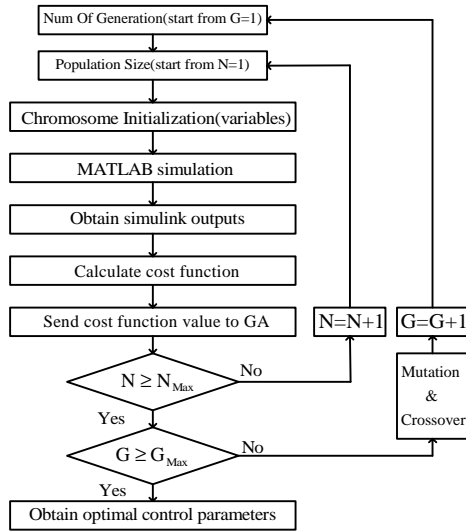 Num Of Generation(start from G=1)
Population Size(start from N=1)
Chromosome Initialization(variables)
MATLAB simulation
Obtain simulink outputs
Calculate cost function
Send cost function value to GA
N=N+1
G=G+1
N ≥ N_Max
No
Mutation
&
Crossover
Yes
G ≥ G_Max
No
Yes
Obtain optimal control parameters